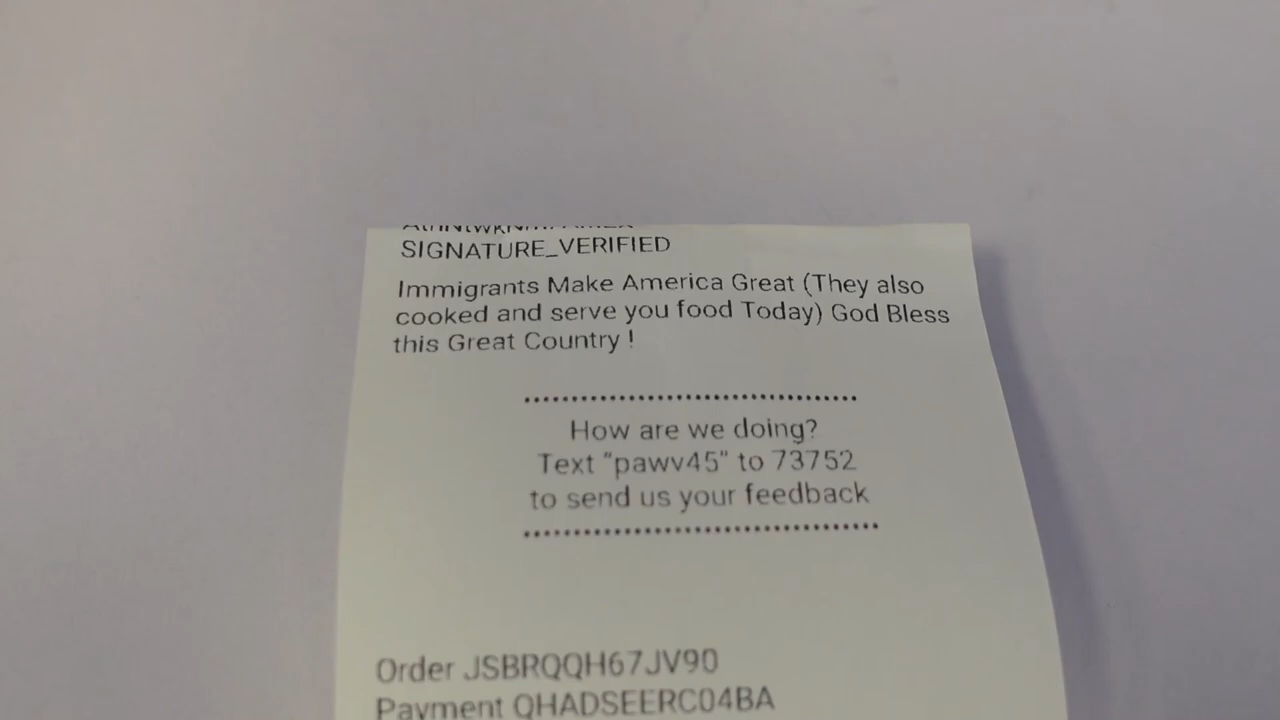 SIGNATURE_VERIFIED
Immigrants Make America Great (They also
cooked and serve you food Today) God Bless
this Great Country !
How are we doing?
Text "pawv45" to 73752
to send us your feedback
Order JSBRQQH67JV90
Payment QHADSEERC04BA